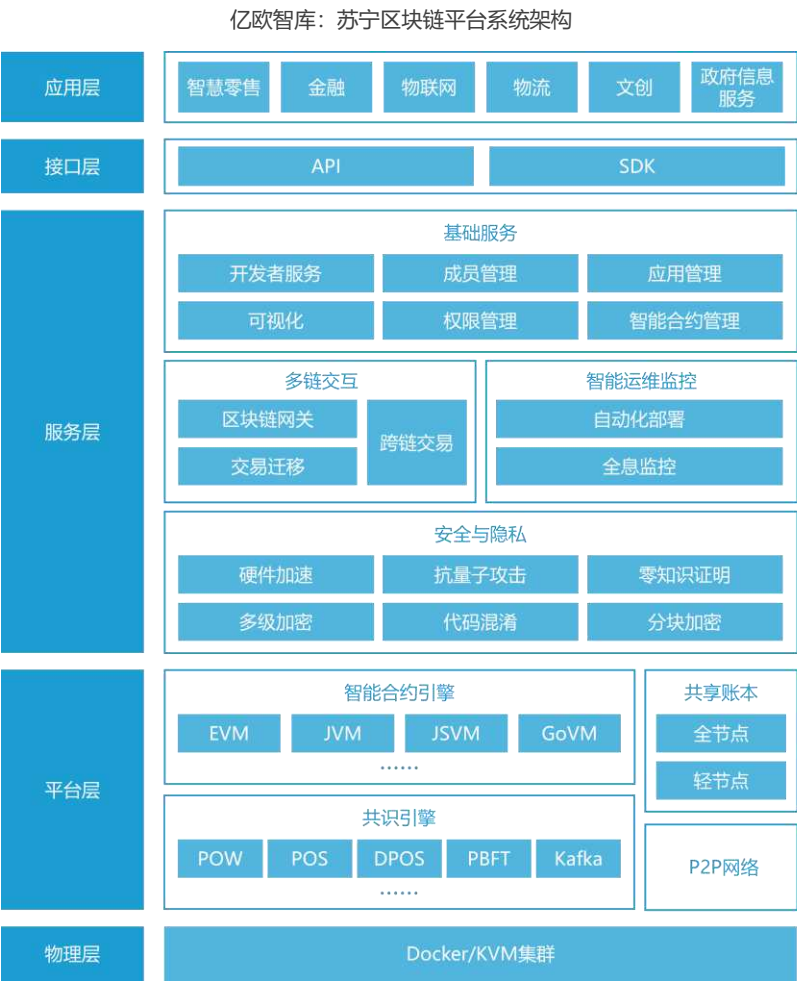 亿欧智库：苏宁区块链平台系统架构
应用层
智慧零售
金融
物联网
物流
文创
政府信息
服务
接口层
API
SDK
服务层
基础服务
开发者服务
成员管理
应用管理
可视化
权限管理
智能合约管理
多链交互
区块链网关
交易迁移
跨链交易
智能运维监控
自动化部署
全息监控
安全与隐私
硬件加速
抗量子攻击
零知识证明
多级加密
代码混淆
分块加密
平台层
智能合约引擎
EVM
JVM
JSVM
GoVM
......
共享账本
全节点
轻节点
共识引擎
POW
POS
DPOS
PBFT
Kafka
......
P2P网络
物理层
Docker/KVM集群